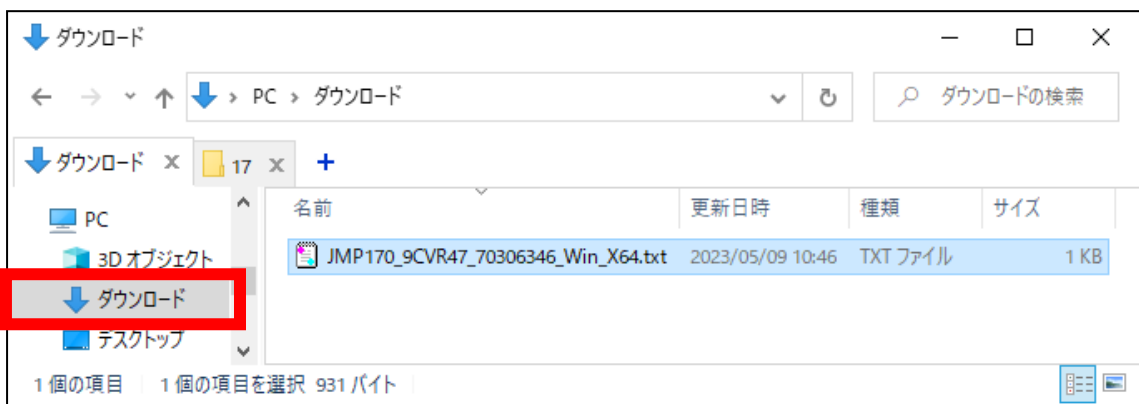 ダウンロード
PC › ダウンロード
ダウンロードの検索
ダウンロード
17
名前 更新日時 種類 サイズ
PC
3D オブジェクト
JMP170_9CVR47_70306346_Win_X64.txt 2023/05/09 10:46 TXT ファイル 1 KB
ダウンロード
デスクトップ
1 個の項目 1 個の項目を選択 931 バイト